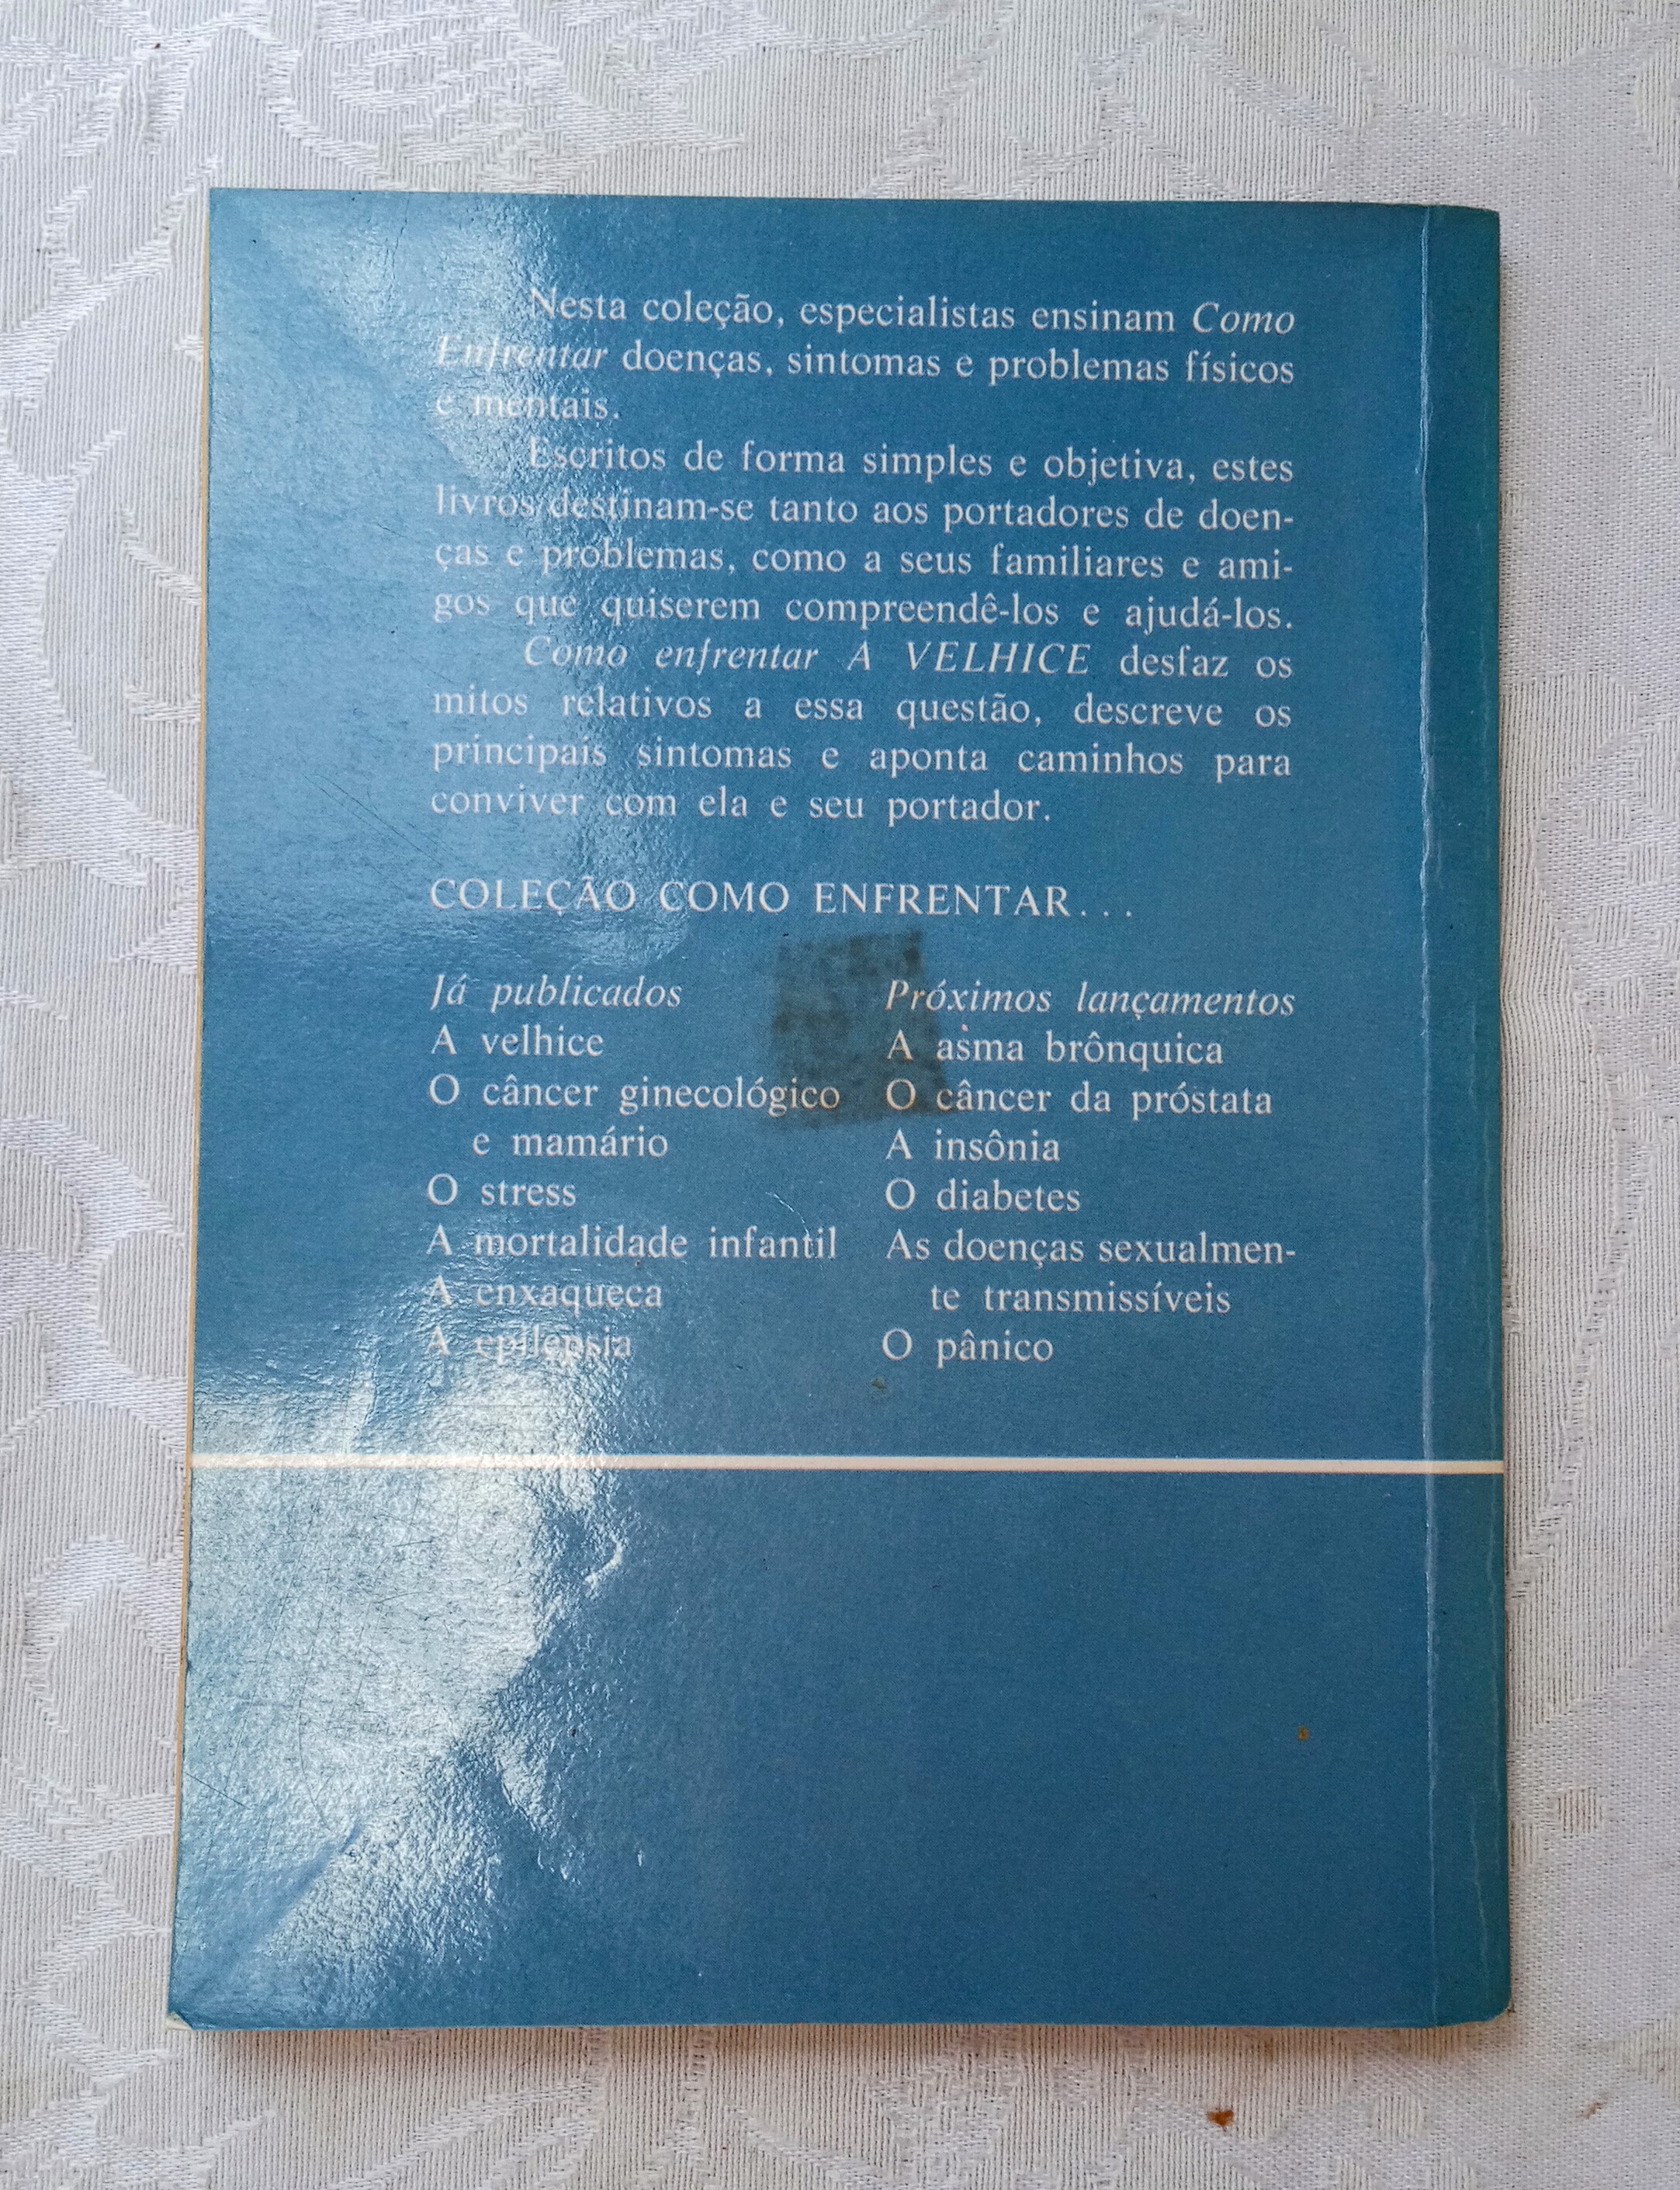 Nesta coleção, especialistas ensinam Como
Enfrentar doenças, sintomas e problemas físicos
e mentais.
Escritos de forma simples e objetiva, estes
livros destinam-se tanto aos portadores de doen-
ças e problemas, como a seus familiares e ami-
gos que quiserem compreendê-los e ajudá-los.
Como enfrentar A VELHICE desfaz os
mitos relativos a essa questão, descreve os
principais sintomas e aponta caminhos para
conviver com ela e seu portador.
COLEÇÃO COMO ENFRENTAR...
Já publicados
A velhice
O câncer ginecológico
e mamário
O stress
A mortalidade infantil
A enxaqueca
A epilepsia
Próximos lançamentos
A asma brônquica
O câncer da próstata
A insônia
O diabetes
As doenças sexualmen-
te transmissíveis
O pânico